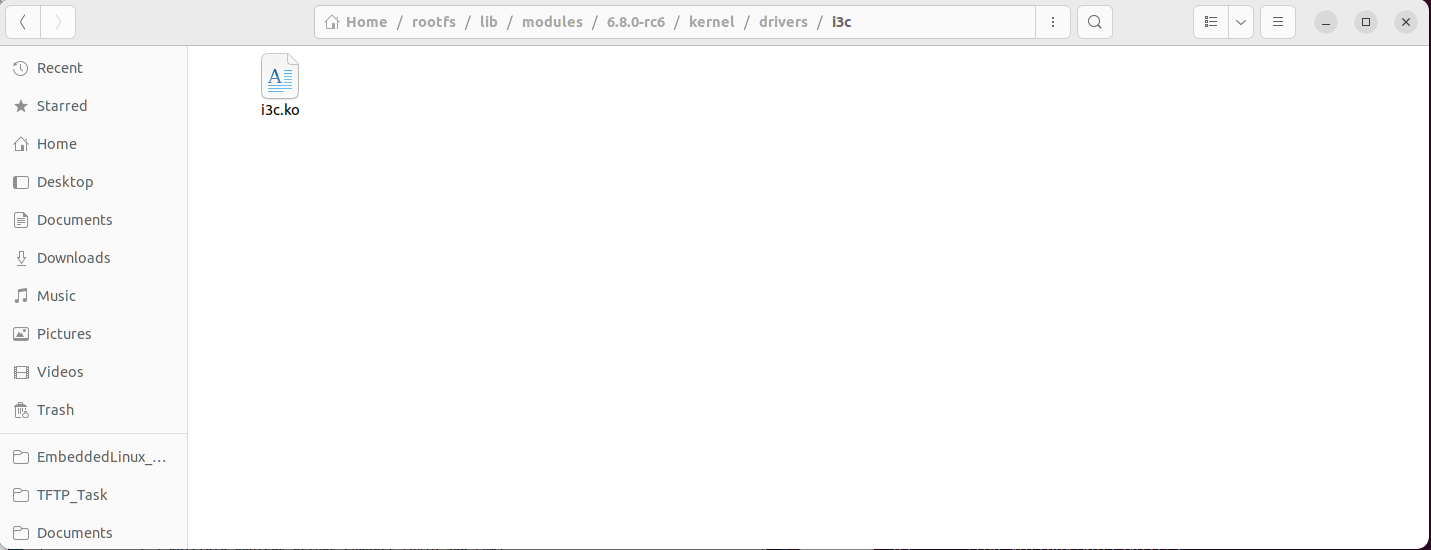 Home / rootfs / lib / modules / 6.8.0-rc6 / kernel / drivers / i3c
Recent
Starred
Home
Desktop
Documents
Downloads
Music
Pictures
Videos
Trash
EmbeddedLinux_...
TFTP_Task
Documents
i3c.ko